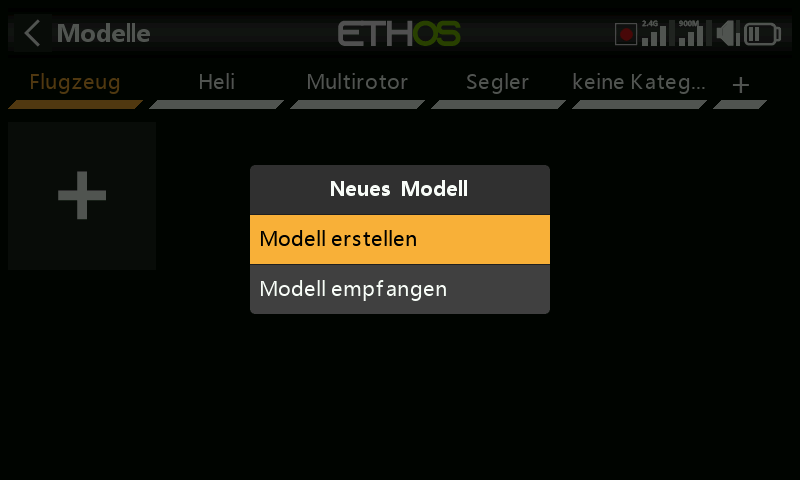 Modelle
ETHOS
2.4G
900M
Flugzeug
Heli
Multirotor
Segler
keine Kateg...
+
Neues Modell
Modell erstellen
Modell empfangen